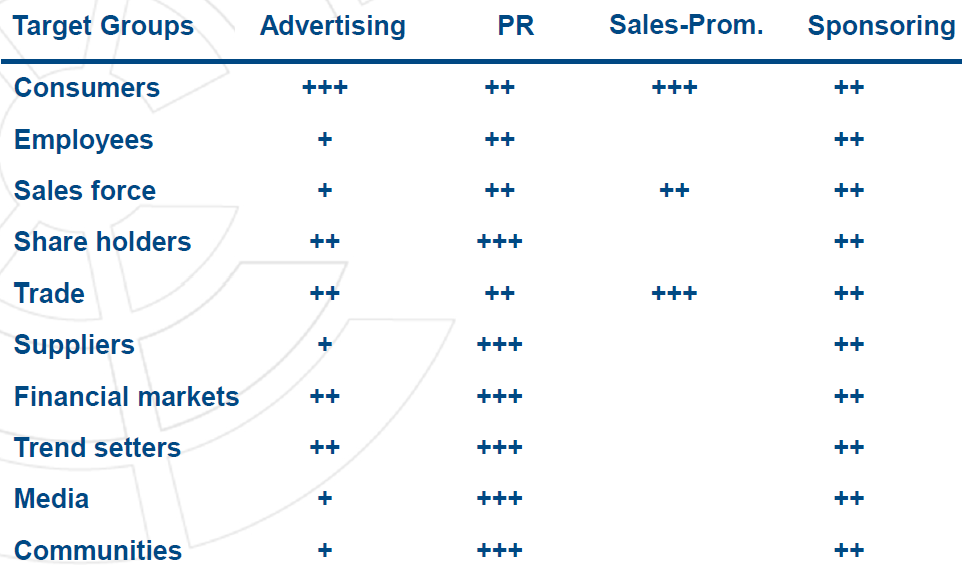 Target Groups Advertising PR Sales-Prom. Sponsoring
Consumers +++ ++ +++ ++
Employees + ++ ++
Sales force + ++ ++ ++
Share holders ++ +++ ++
Trade ++ ++ +++ ++
Suppliers + +++ ++
Financial markets ++ +++ ++
Trend setters ++ +++ ++
Media + +++ ++
Communities + +++ ++